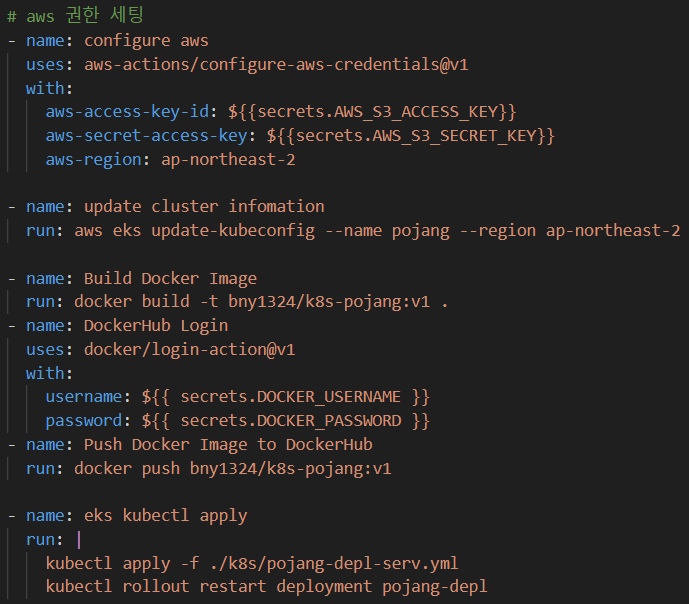 # aws 권한 세팅
- name: configure aws
  uses: aws-actions/configure-aws-credentials@v1
  with:
    aws-access-key-id: ${{secrets.AWS_S3_ACCESS_KEY}}
    aws-secret-access-key: ${{secrets.AWS_S3_SECRET_KEY}}
    aws-region: ap-northeast-2

- name: update cluster infomation
  run: aws eks update-kubeconfig --name pojang --region ap-northeast-2

- name: Build Docker Image
  run: docker build -t bny1324/k8s-pojang:v1 .
- name: DockerHub Login
  uses: docker/login-action@v1
  with:
    username: ${{ secrets.DOCKER_USERNAME }}
    password: ${{ secrets.DOCKER_PASSWORD }}
- name: Push Docker Image to DockerHub
  run: docker push bny1324/k8s-pojang:v1

- name: eks kubectl apply
  run: |
    kubectl apply -f ./k8s/pojang-depl-serv.yml
    kubectl rollout restart deployment pojang-depl